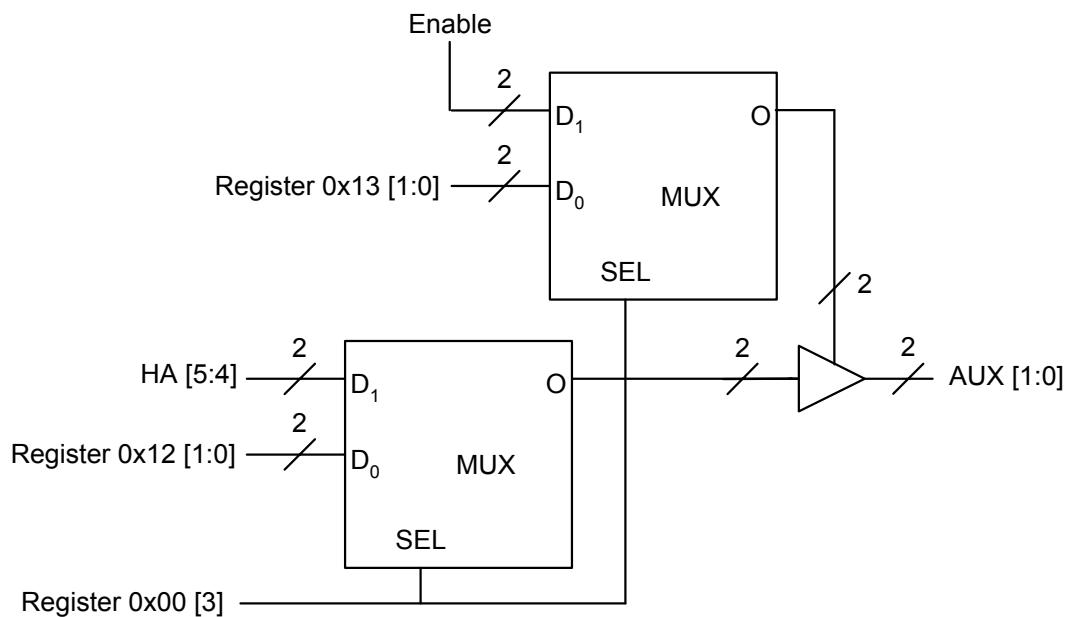 Enable
2
D1
O
2
Register 0x13 [1:0]
D0
MUX
SEL
2
2
HA [5:4]
D1
O
2
2
AUX [1:0]
2
Register 0x12 [1:0]
D0
MUX
SEL
Register 0x00 [3]